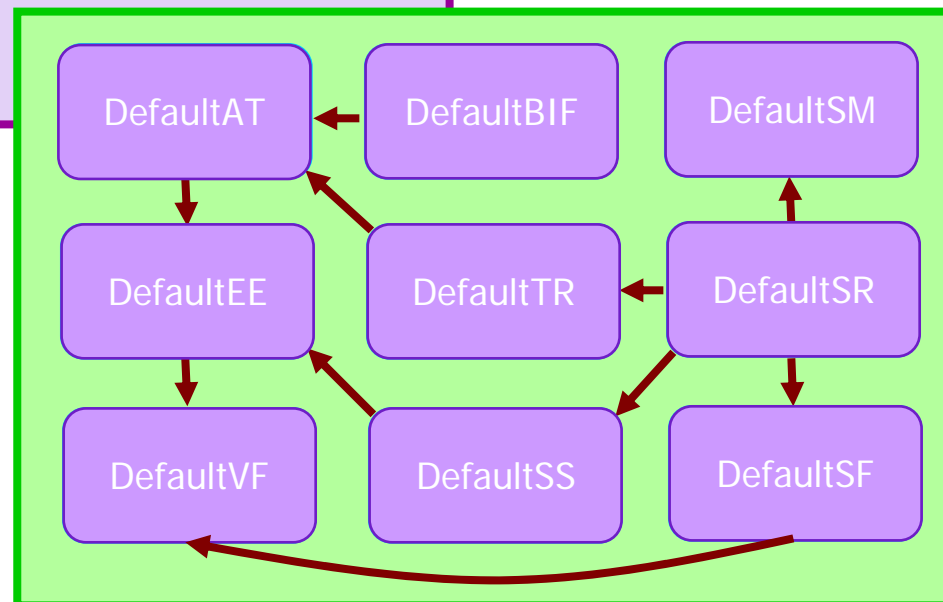 DefaultAT
DefaultBIF
DefaultSM
DefaultEE
DefaultTR
DefaultSR
DefaultVF
DefaultSS
DefaultSF